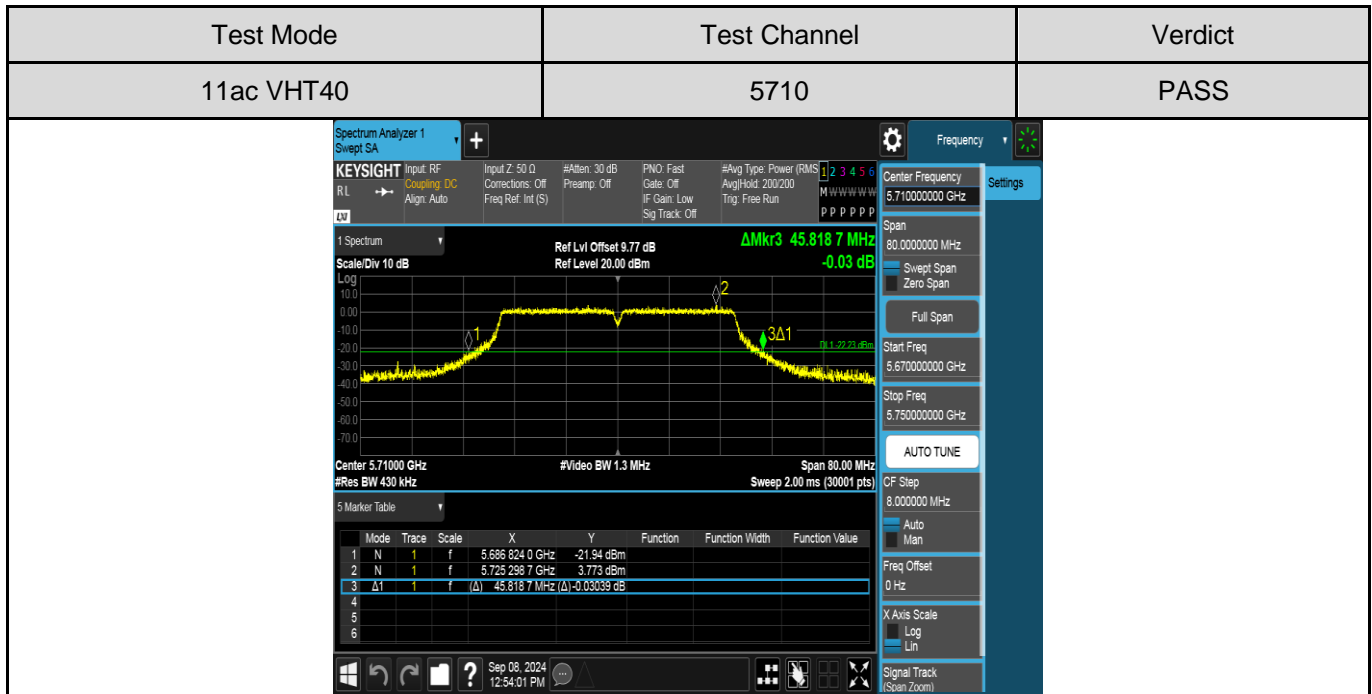 Test Mode Test Channel Verdict
11ac VHT40 5710 PASS
Spectrum Analyzer 1
Swept SA
+
Frequency
KEYSIGHT
RL
LXI
Input: RF
Coupling: DC
Align: Auto
Input Z: 50 Ω
Corrections: Off
Freq Ref: Int (S)
#Atten: 30 dB
Preamp: Off
PNO: Fast
Gate: Off
IF Gain: Low
Sig Track: Off
#Avg Type: Power (RMS
Avg|Hold: 200/200
Trig: Free Run
1 2 3 4 5 6
M W W W W W
P P P P P P
1 Spectrum
Scale/Div 10 dB
Ref Lvl Offset 9.77 dB
Ref Level 20.00 dBm
ΔMkr3 45.818 7 MHz
-0.03 dB
Log
10.0
0.00
-10.0
-20.0
-30.0
-40.0
-50.0
-60.0
-70.0
1
2
3Δ1
DL1 -22.23 dBm
Center 5.71000 GHz #Video BW 1.3 MHz Span 80.00 MHz
#Res BW 430 kHz Sweep 2.00 ms (30001 pts)
5 Marker Table
Mode Trace Scale X Y Function Function Width Function Value
1 N 1 f 5.686 824 0 GHz -21.94 dBm
2 N 1 f 5.725 298 7 GHz 3.773 dBm
3 Δ1 1 f (Δ) 45.818 7 MHz (Δ) -0.03039 dB
4
5
6
?
Sep 08, 2024
12:54:01 PM
Center Frequency
5.710000000 GHz
Settings
Span
80.0000000 MHz
Swept Span
Zero Span
Full Span
Start Freq
5.670000000 GHz
Stop Freq
5.750000000 GHz
AUTO TUNE
CF Step
8.000000 MHz
Auto
Man
Freq Offset
0 Hz
X Axis Scale
Log
Lin
Signal Track
(Span Zoom)